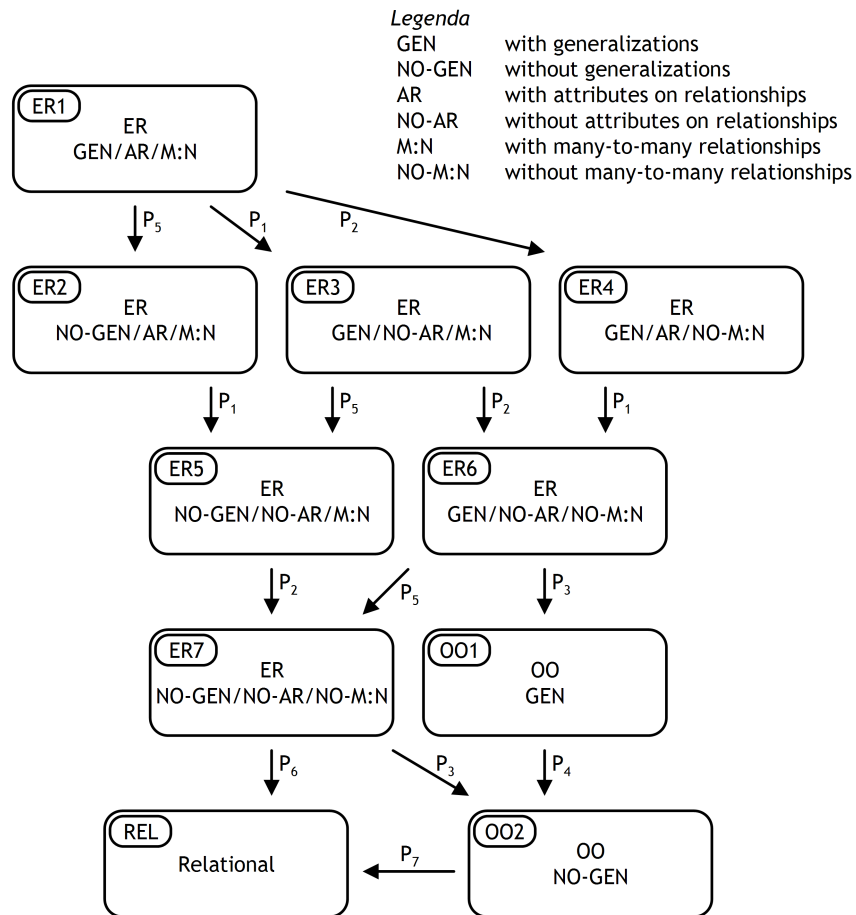 Legenda
GEN with generalizations
NO-GEN without generalizations
AR with attributes on relationships
NO-AR without attributes on relationships
M:N with many-to-many relationships
NO-M:N without many-to-many relationships
ER1
ER
GEN/AR/M:N
P5
P1
P2
ER2
ER
NO-GEN/AR/M:N
ER3
ER
GEN/NO-AR/M:N
ER4
ER
GEN/AR/NO-M:N
P1
P5
P2
P1
ER5
ER
NO-GEN/NO-AR/M:N
ER6
ER
GEN/NO-AR/NO-M:N
P2
P5
P3
ER7
ER
NO-GEN/NO-AR/NO-M:N
OO1
OO
GEN
P6
P3
P4
REL
Relational
P7
OO2
OO
NO-GEN